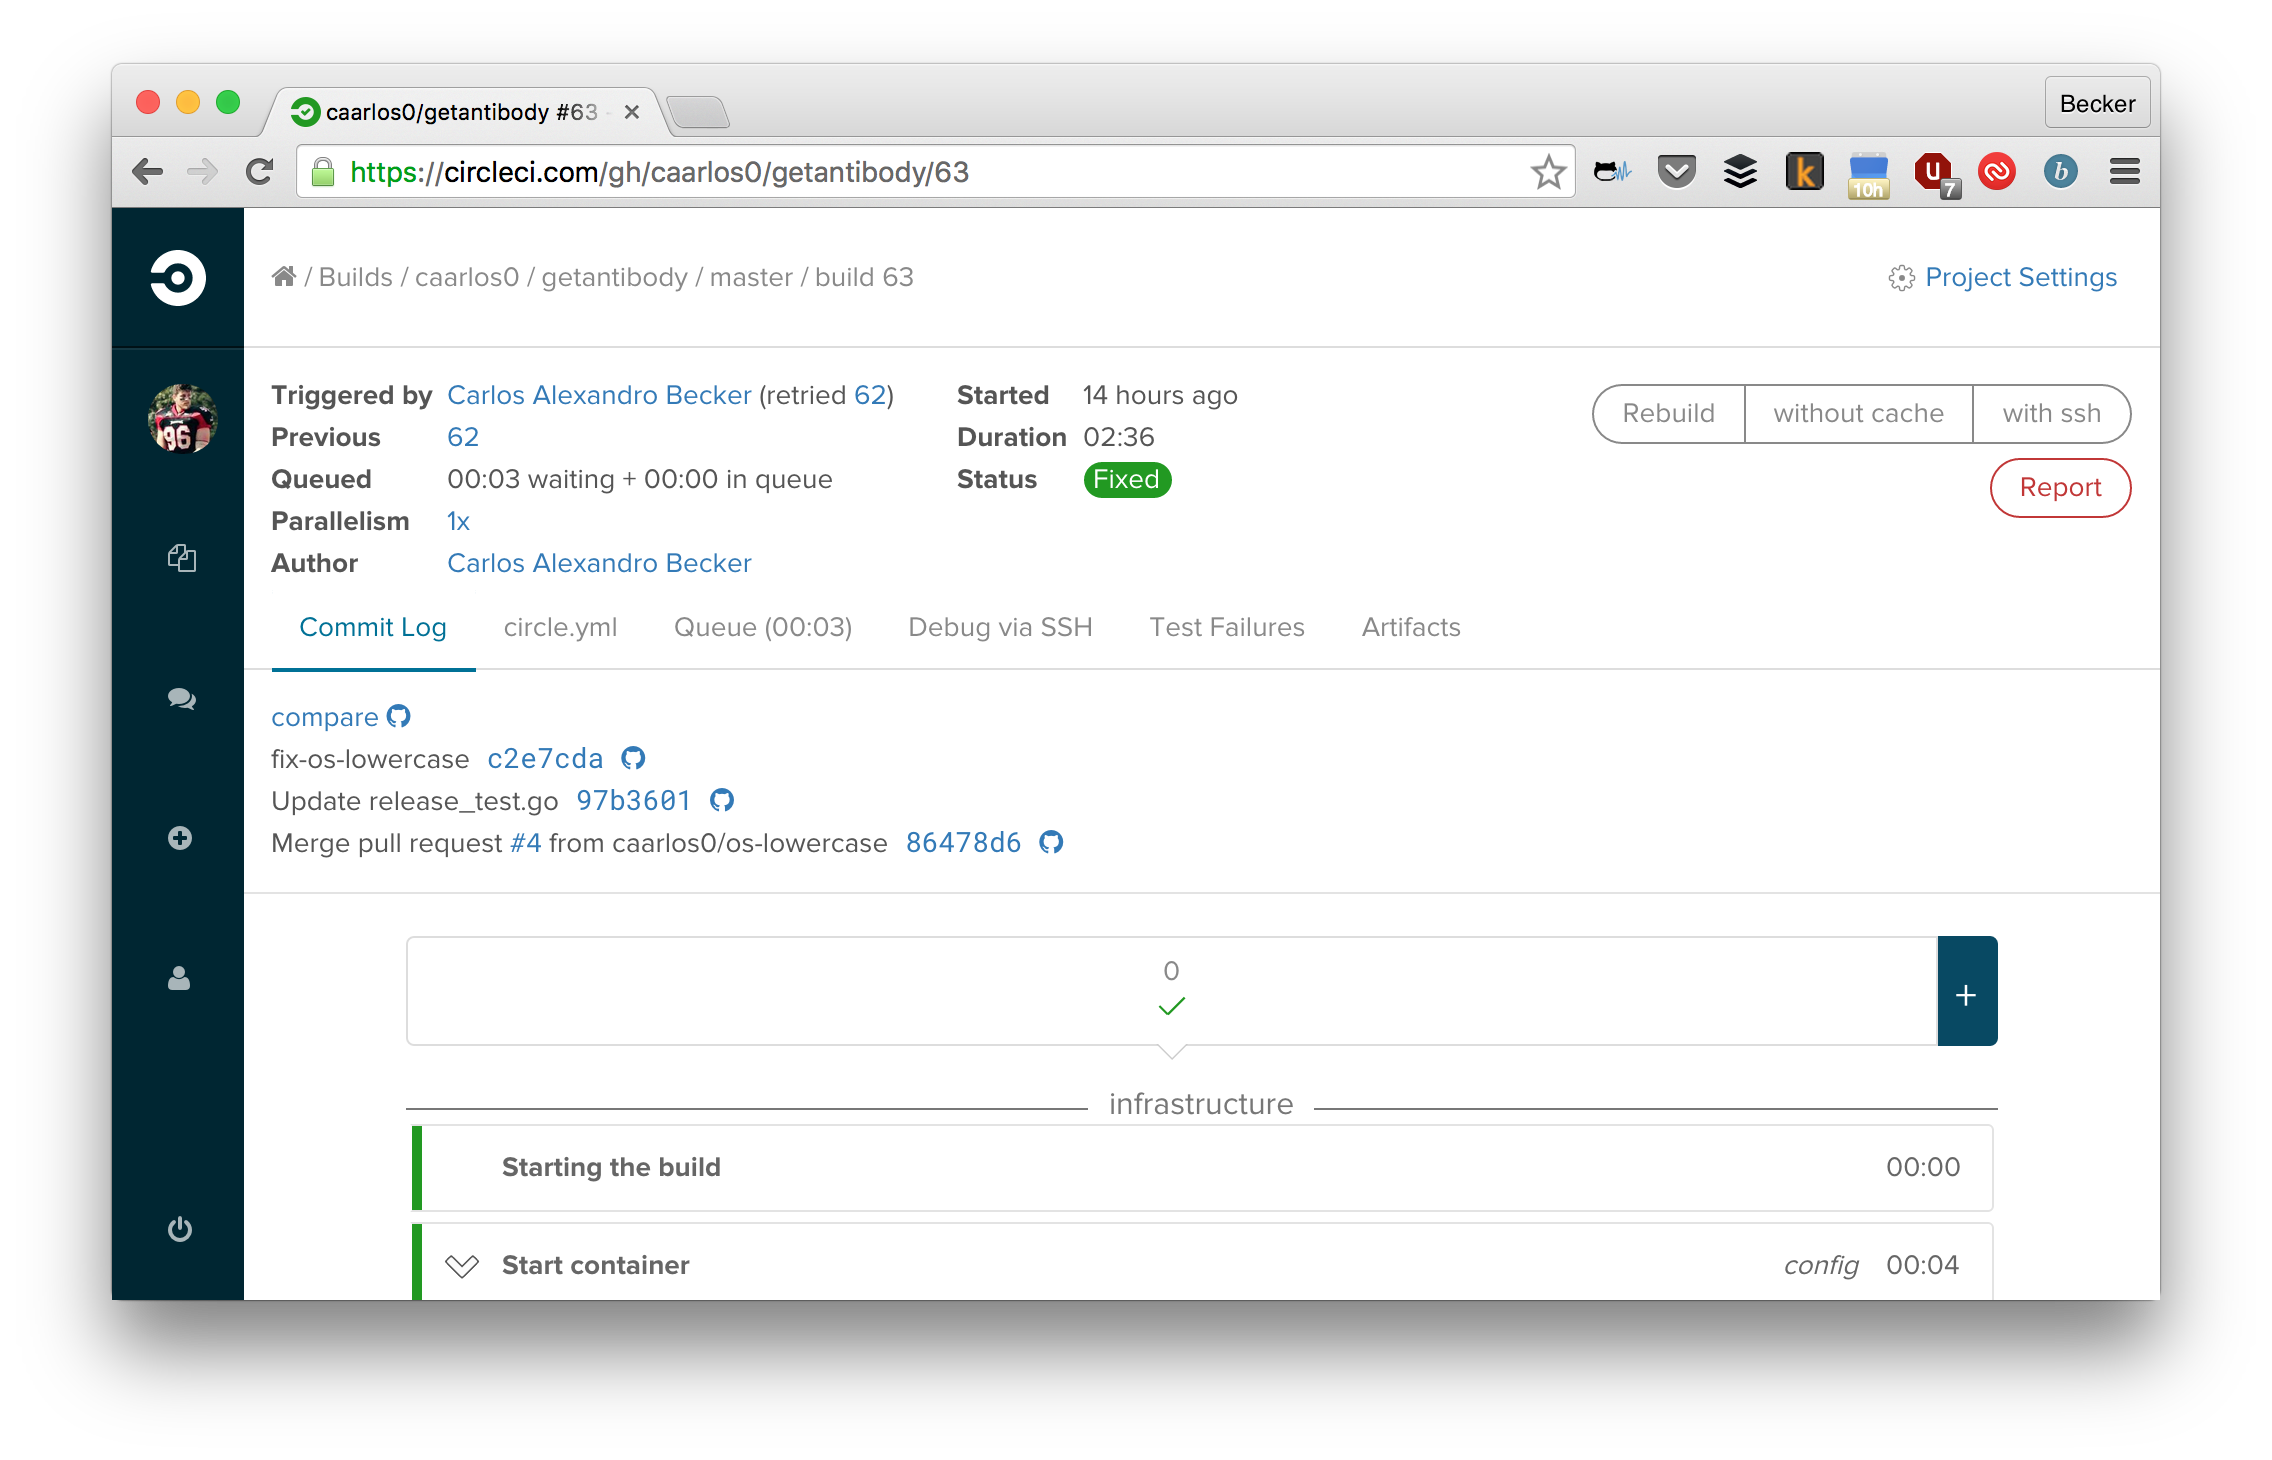 caarlos0/getantibody #63
Becker
https://circleci.com/gh/caarlos0/getantibody/63
k
10h
U
7
b
/ Builds / caarlos0 / getantibody / master / build 63
Project Settings
Triggered by Carlos Alexandro Becker (retried 62) Started 14 hours ago
Rebuild without cache with ssh
96
Previous 62 Duration 02:36
Queued 00:03 waiting + 00:00 in queue Status Fixed
Report
Parallelism 1x
Author Carlos Alexandro Becker
Commit Log circle.yml Queue (00:03) Debug via SSH Test Failures Artifacts
compare
fix-os-lowercase c2e7cda
Update release_test.go 97b3601
Merge pull request #4 from caarlos0/os-lowercase 86478d6
0
+
infrastructure
Starting the build 00:00
Start container config 00:04